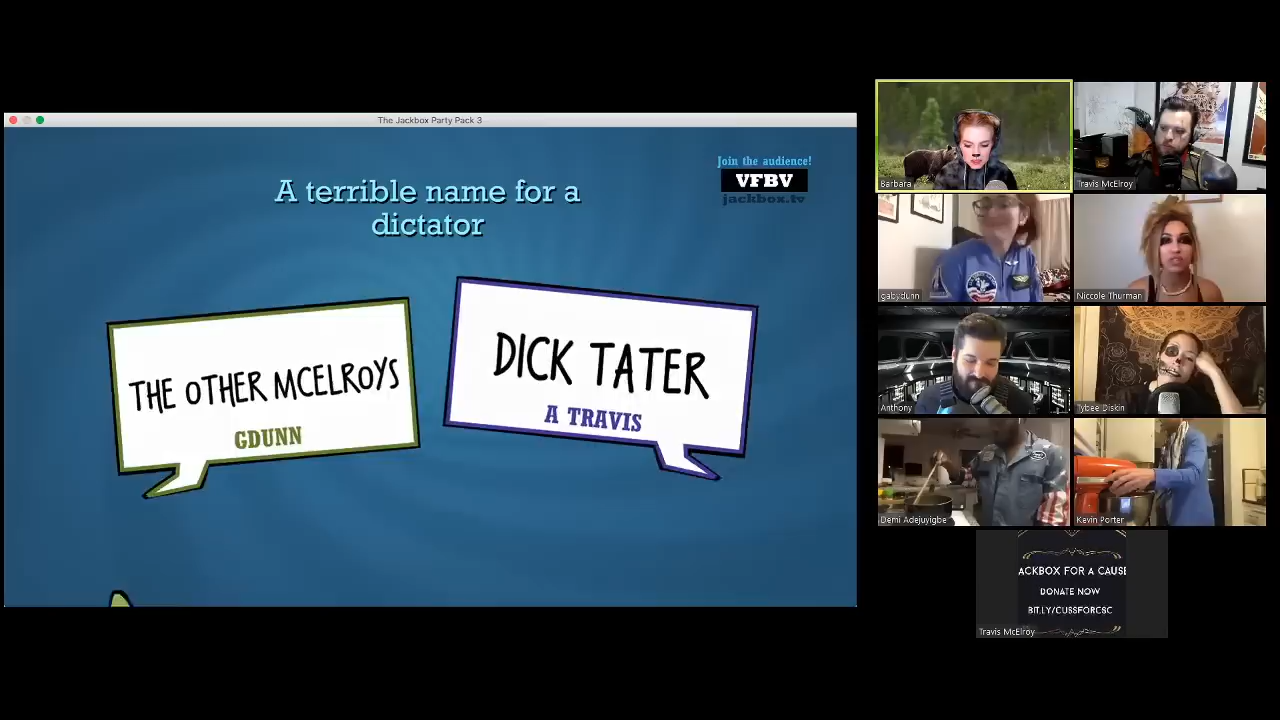 The Jackbox Party Pack 3
Join the audience!
VFBV
jackbox.tv
A terrible name for a
dictator
THE OTHER MCELROYS
GDUNN
DICK TATER
A TRAVIS
Barbara
Travis McElroy
gabydunn
Niccole Thurman
Anthony
Tybee Diskin
Demi Adejuyigbe
Kevin Porter
ACKBOX FOR A CAUSE
DONATE NOW
BIT.LY/CUSSFORCSC
Travis McElroy